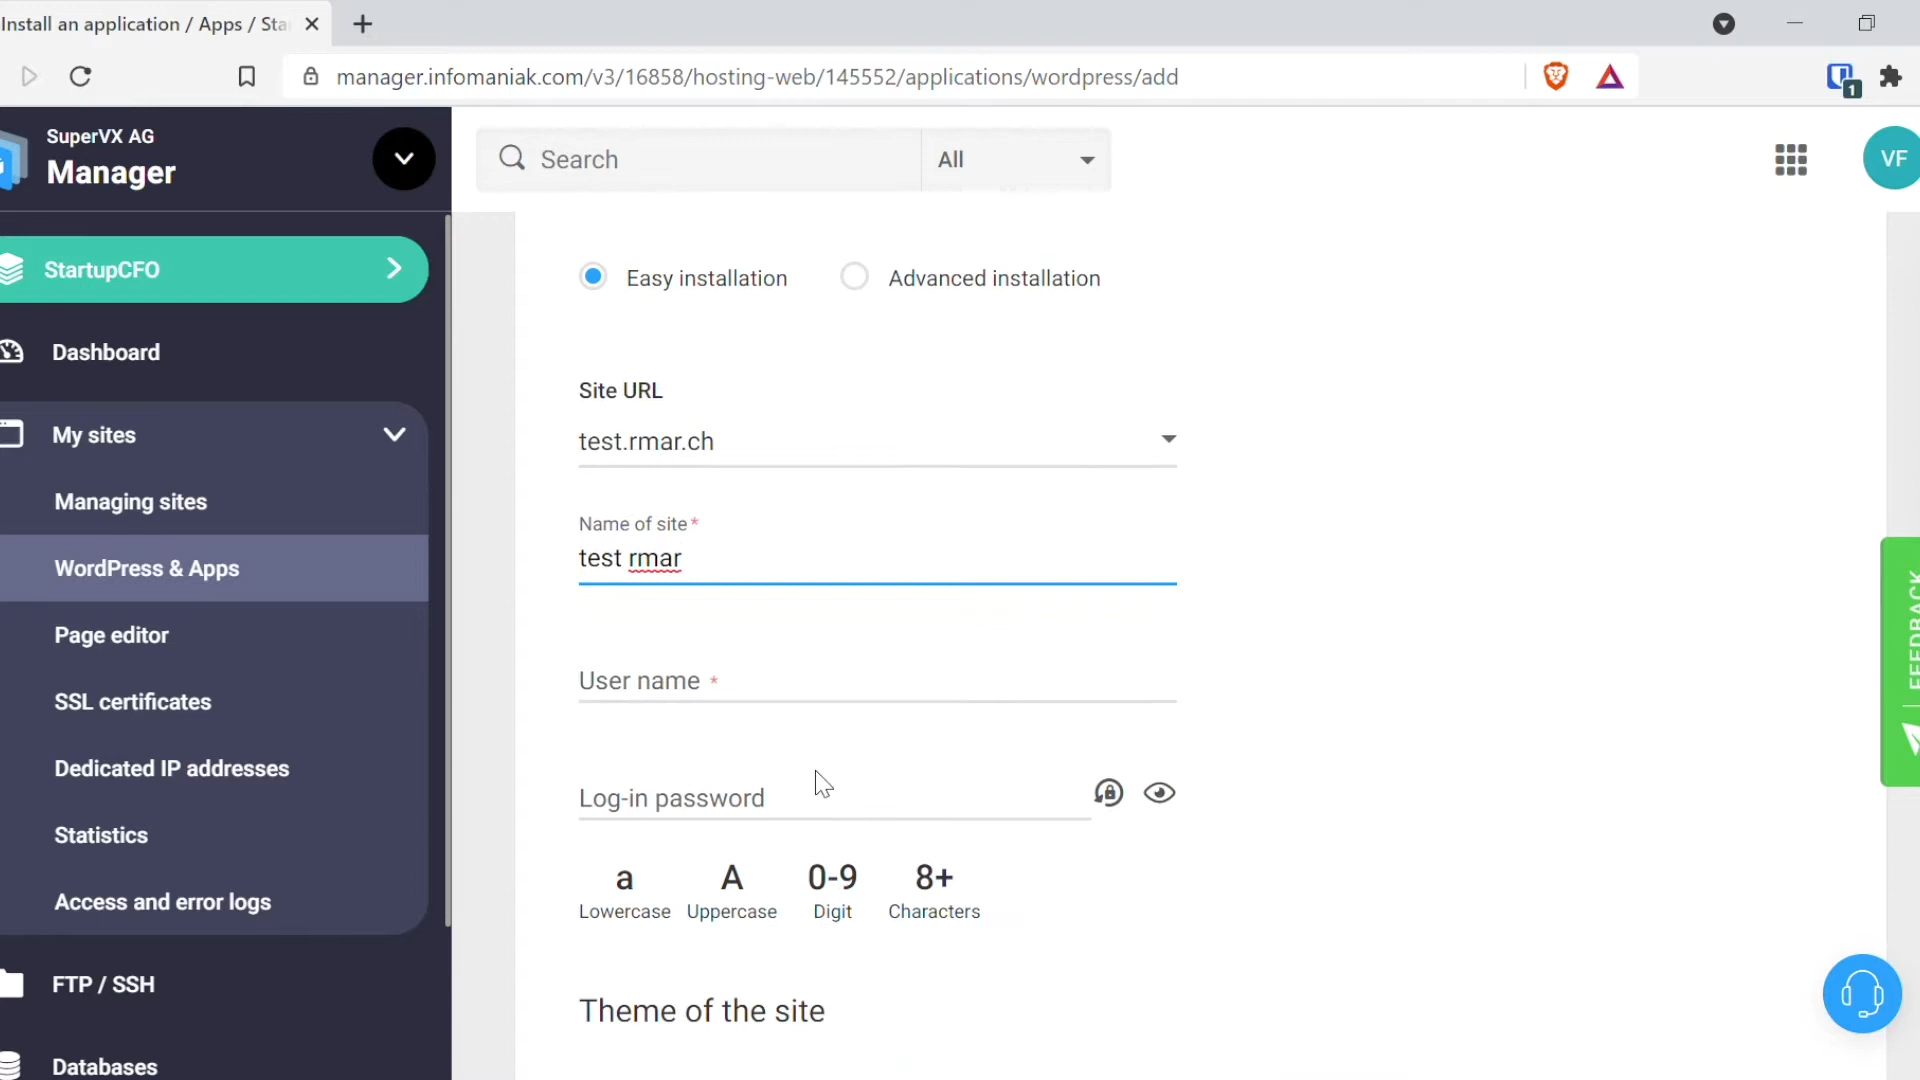 Install an application / Apps / Sta
manager.infomaniak.com/v3/16858/hosting-web/145552/applications/wordpress/add
1
SuperVX AG
Manager
Search
All
VF
StartupCFO
Dashboard
My sites
Managing sites
WordPress & Apps
Page editor
SSL certificates
Dedicated IP addresses
Statistics
Access and error logs
FTP / SSH
Databases
Easy installation
Advanced installation
Site URL
test.rmar.ch
Name of site*
test rmar
User name *
Log-in password
a A 0-9 8+
Lowercase Uppercase Digit Characters
Theme of the site
FEEDBACK